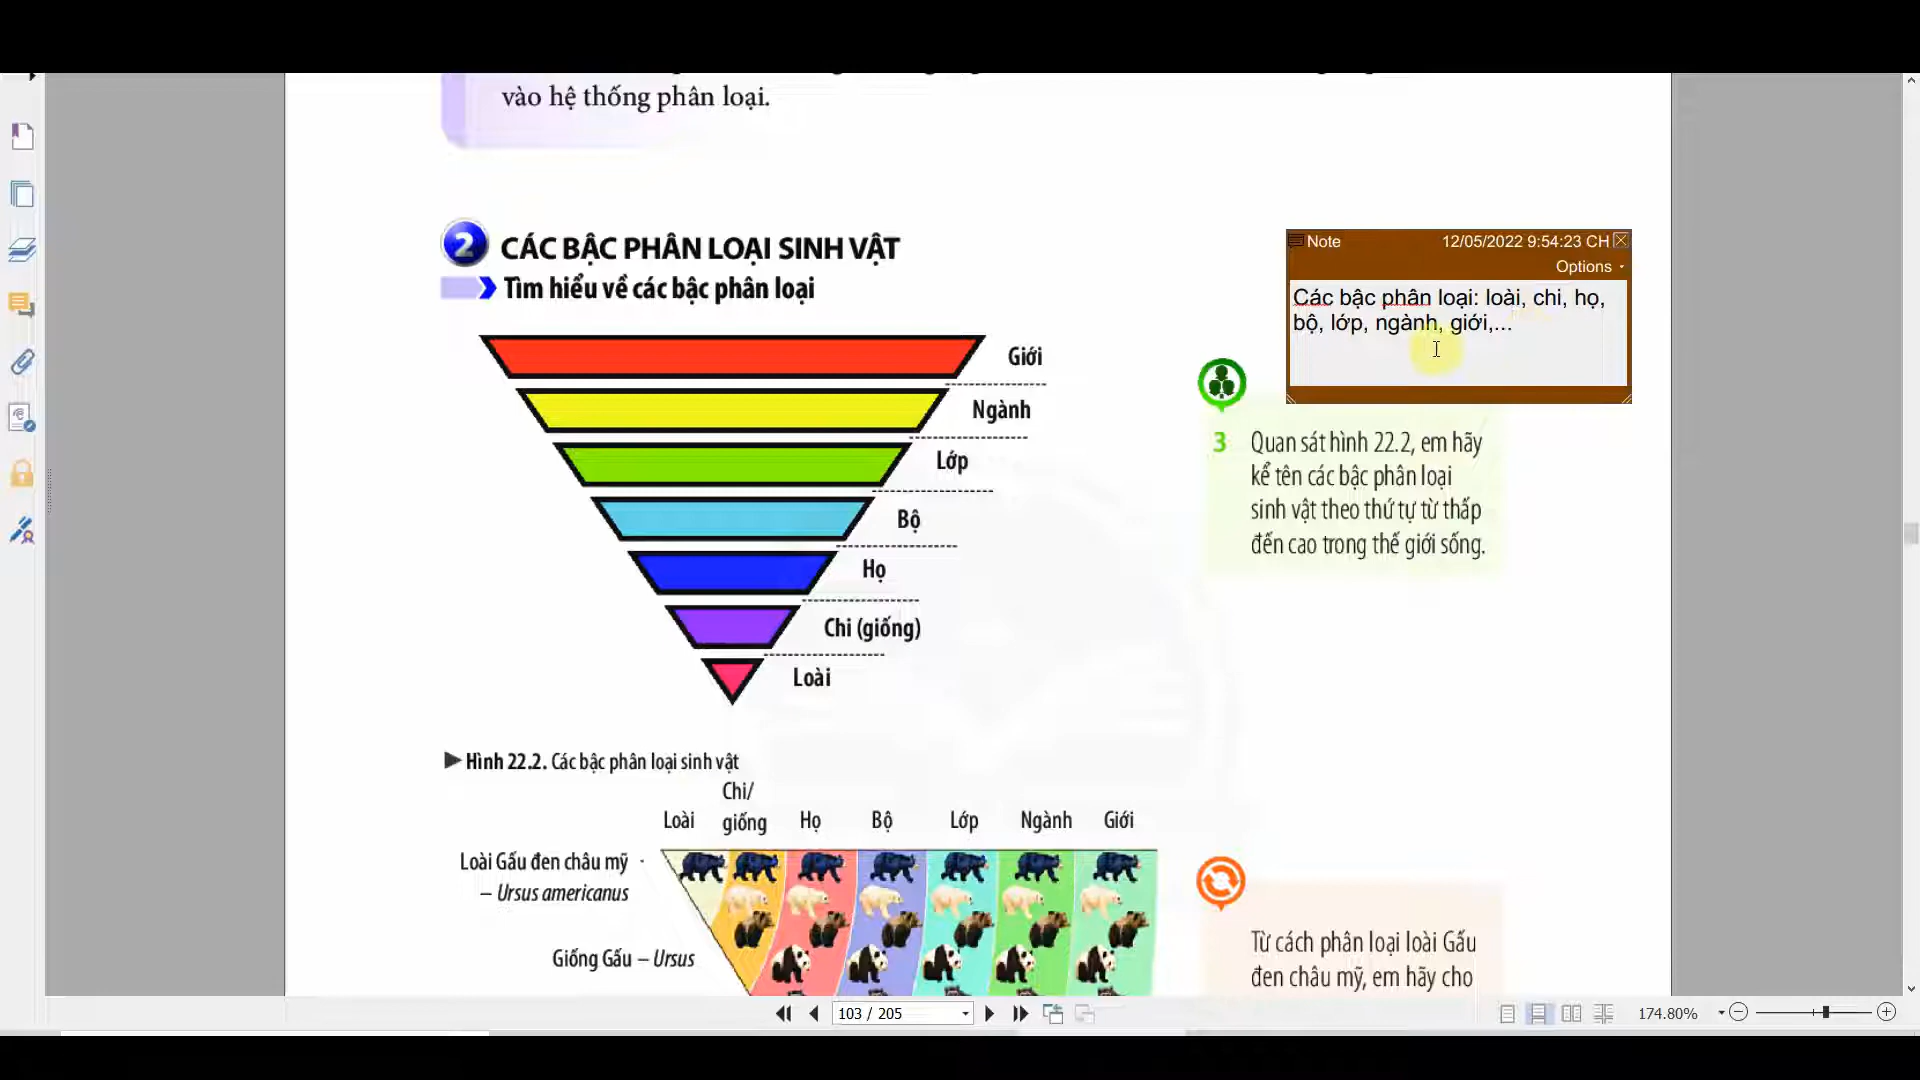 vào hệ thống phân loại.
2 CÁC BẬC PHÂN LOẠI SINH VẬT
Tìm hiểu về các bậc phân loại
Giới
Ngành
Lớp
Bộ
Họ
Chi (giống)
Loài
Note 12/05/2022 9:54:23 CH
Options
Các bậc phân loại: loài, chi, họ,
bộ, lớp, ngành, giới,...
3 Quan sát hình 22.2, em hãy
kể tên các bậc phân loại
sinh vật theo thứ tự từ thấp
đến cao trong thế giới sống.
Hình 22.2. Các bậc phân loại sinh vật
Loài Chi/ giống Họ Bộ Lớp Ngành Giới
Loài Gấu đen châu mỹ
– Ursus americanus
Giống Gấu – Ursus
Từ cách phân loại loài Gấu
đen châu mỹ, em hãy cho
103 / 205
174.80%